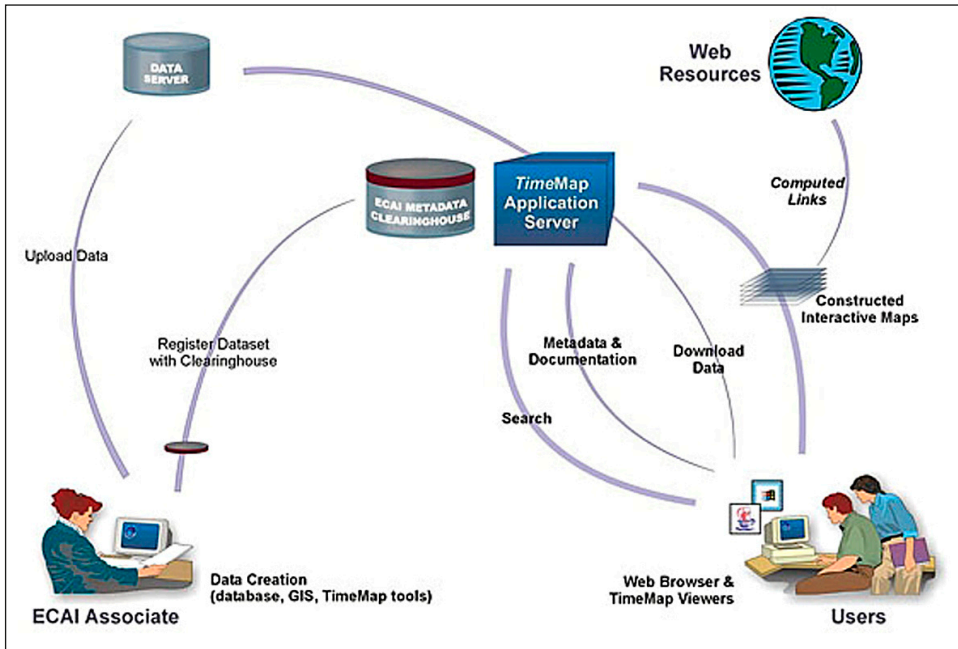 DATA
SERVER
Web
Resources
ECAI METADATA
CLEARINGHOUSE
TimeMap
Application
Server
Computed
Links
Upload Data
Constructed
Interactive Maps
Register Dataset
with Clearinghouse
Metadata &
Documentation
Download
Data
Search
Data Creation
(database, GIS, TimeMap tools)
ECAI Associate
Web Browser &
TimeMap Viewers
Users